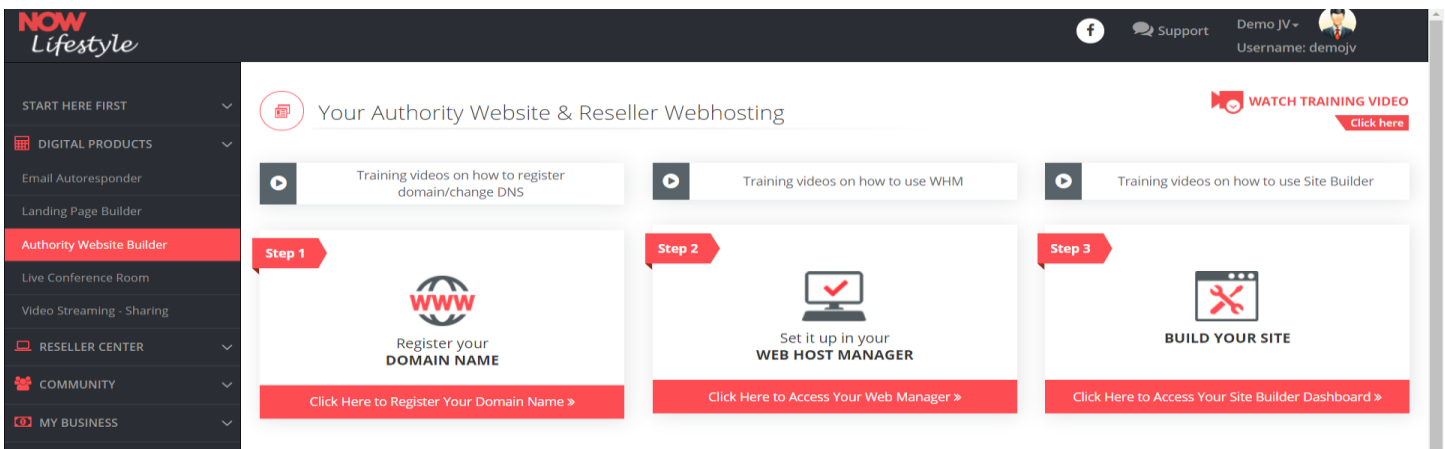 NOW
Lifestyle
f
Support
Demo JV
Username: demojv
START HERE FIRST
DIGITAL PRODUCTS
Email Autoresponder
Landing Page Builder
Authority Website Builder
Live Conference Room
Video Streaming - Sharing
RESELLER CENTER
COMMUNITY
MY BUSINESS
Your Authority Website & Reseller Webhosting
WATCH TRAINING VIDEO
Click here
Training videos on how to register
domain/change DNS
Training videos on how to use WHM
Training videos on how to use Site Builder
Step 1
WWW
Register your
DOMAIN NAME
Click Here to Register Your Domain Name »
Step 2
Set it up in your
WEB HOST MANAGER
Click Here to Access Your Web Manager »
Step 3
BUILD YOUR SITE
Click Here to Access Your Site Builder Dashboard »